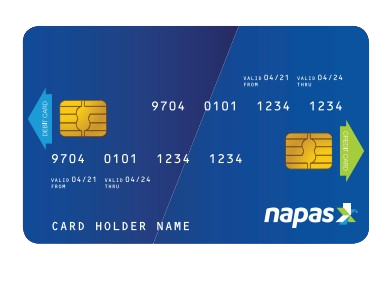 VALID FROM 04/21 VALID THRU 04/24
9704 0101 1234 1234
DEBIT CARD
CREDIT CARD
9704 0101 1234 1234
VALID FROM 04/21 VALID THRU 04/24
napas
CARD HOLDER NAME